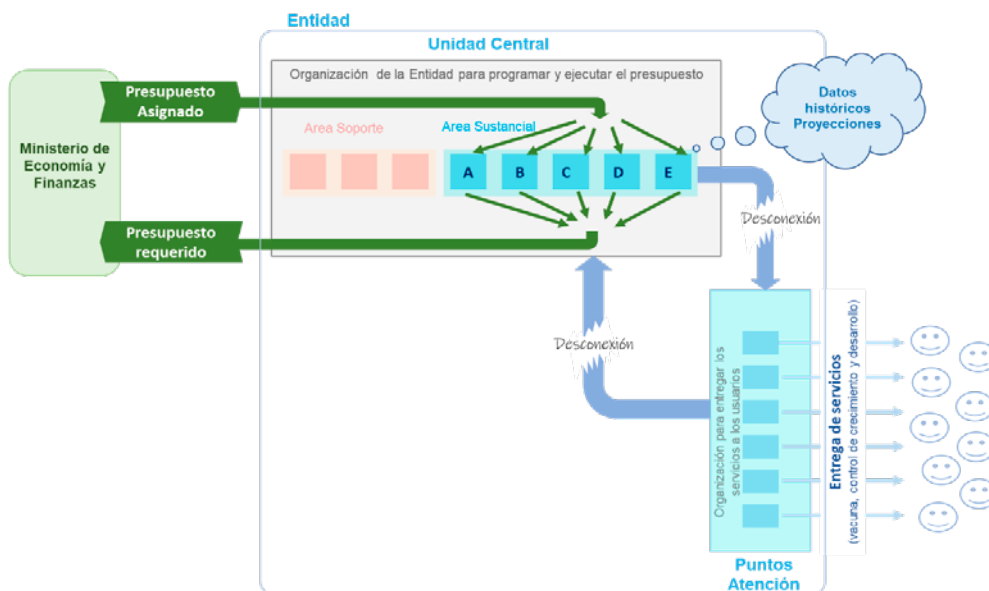 Entidad
Unidad Central
Organización de la Entidad para programar y ejecutar el presupuesto
Presupuesto
Asignado
Datos
históricos
Proyecciones
Area Soporte
Area Sustancial
Ministerio de
Economía y
Finanzas
A
B
C
D
E
Desconexión
Presupuesto
requerido
Desconexión
Organización para entregar los
servicios a los usuarios
Entrega de servicios
(vacuna, control de crecimiento y desarrollo)
Puntos
Atención